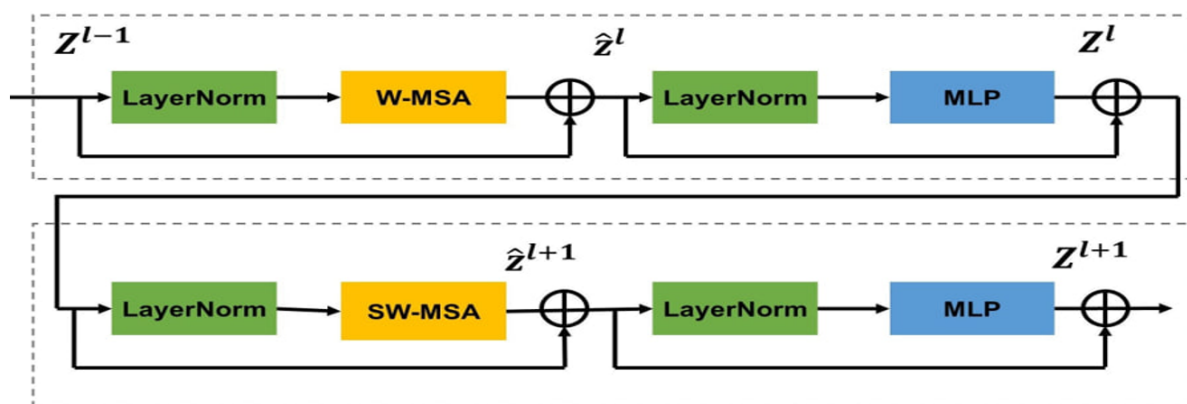 Z^{l-1} ẑ^l Z^l
LayerNorm W-MSA LayerNorm MLP
ẑ^{l+1} Z^{l+1}
LayerNorm SW-MSA LayerNorm MLP